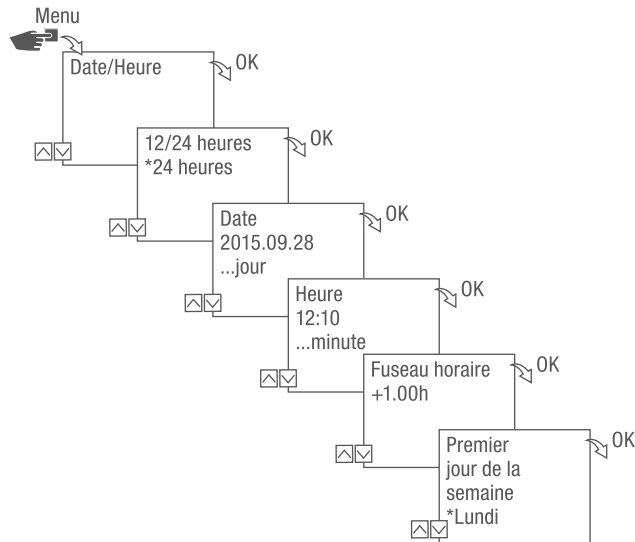 Menu
Date/Heure
OK
12/24 heures
*24 heures
OK
Date
2015.09.28
...jour
OK
Heure
12:10
...minute
OK
Fuseau horaire
+1.00h
OK
Premier
jour de la
semaine
*Lundi
OK